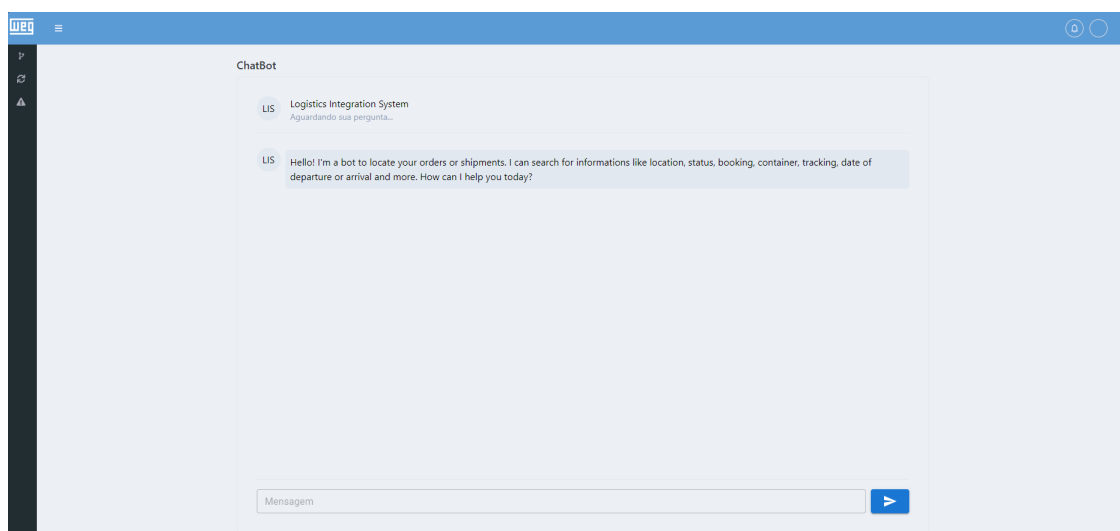 weg
ChatBot
LIS
Logistics Integration System
Aguardando sua pergunta...
LIS
Hello! I'm a bot to locate your orders or shipments. I can search for informations like location, status, booking, container, tracking, date of
departure or arrival and more. How can I help you today?
Mensagem